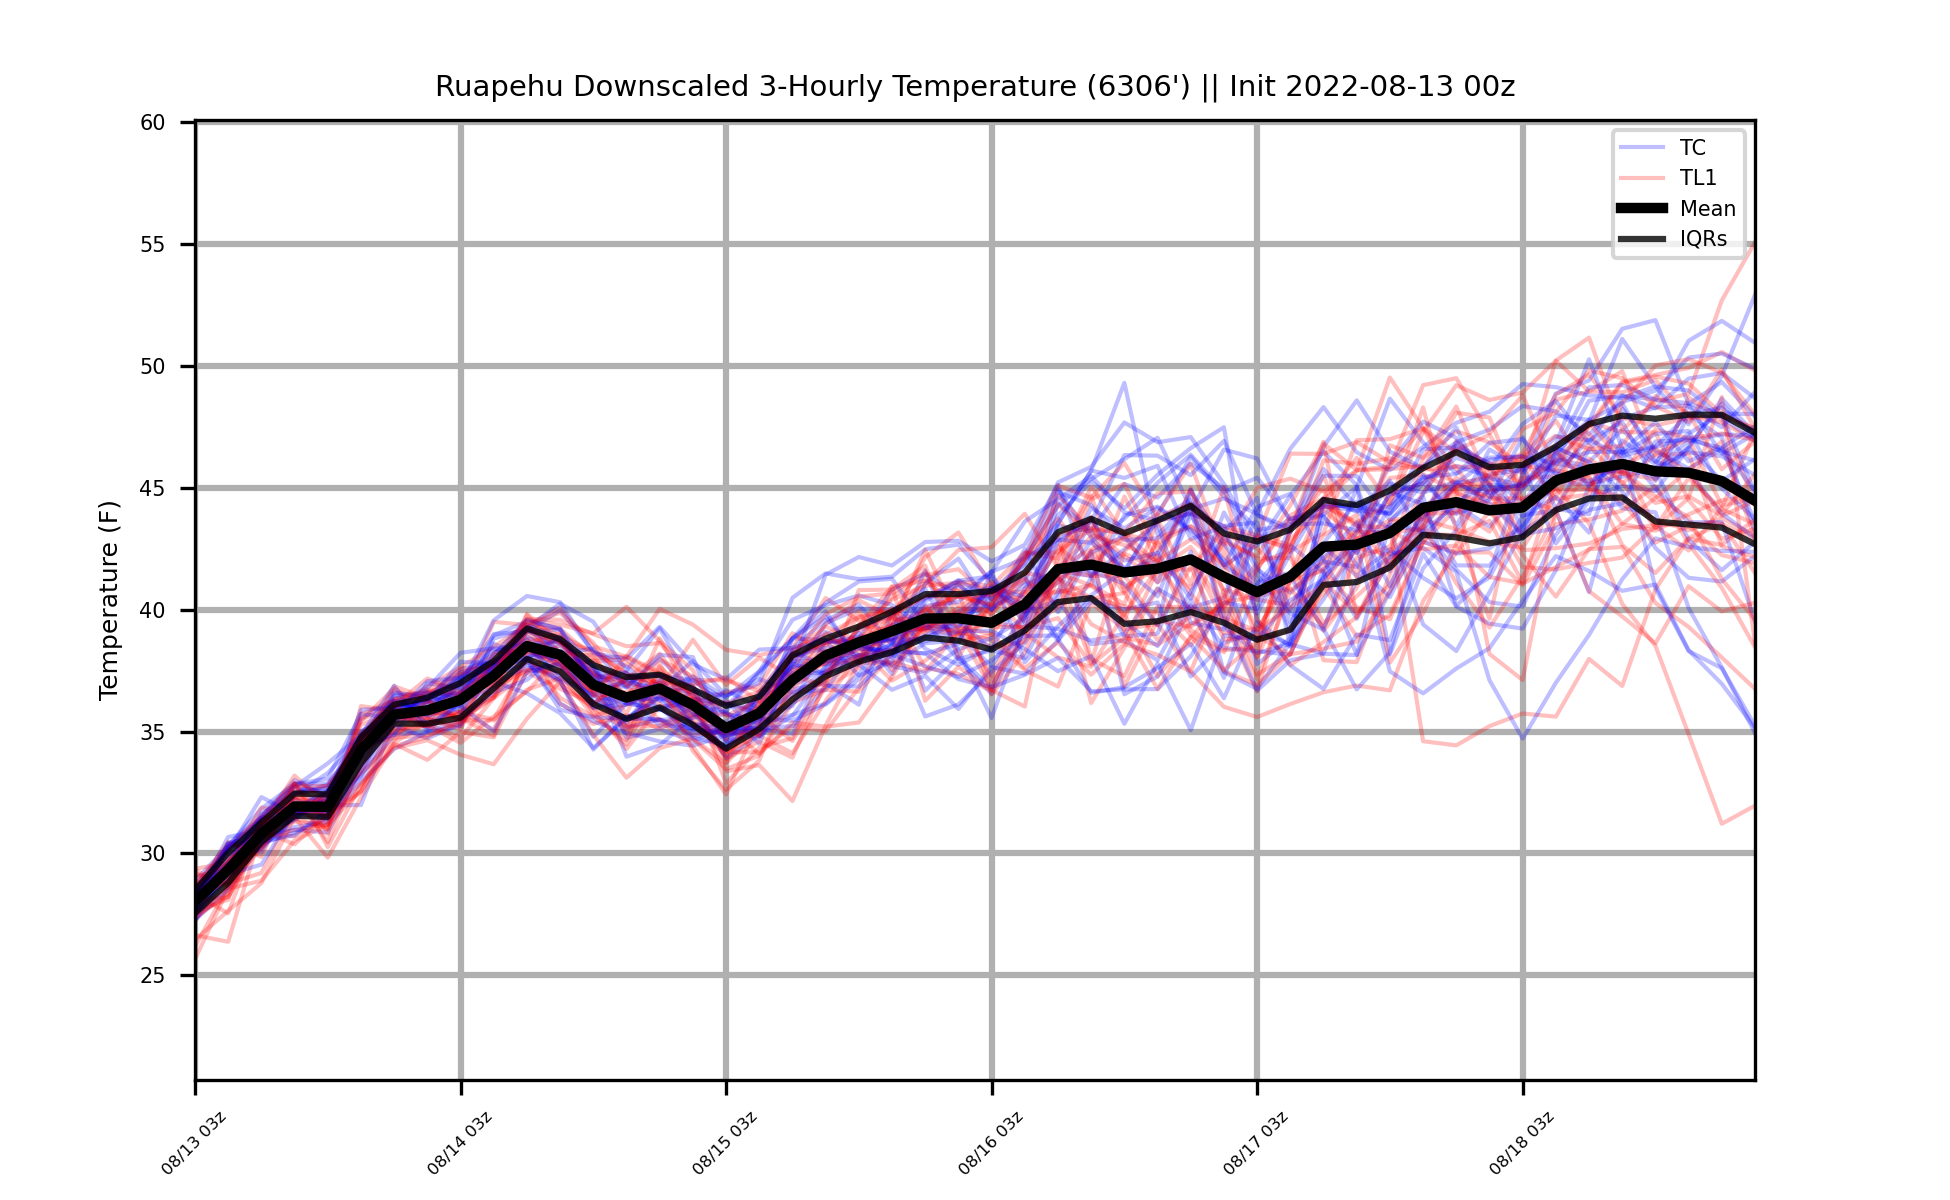 Ruapehu Downscaled 3-Hourly Temperature (6306') || Init 2022-08-13 00z
TC
TL1
Mean
IQRs
Temperature (F)
60
55
50
45
40
35
30
25
08/13 03z
08/14 03z
08/15 03z
08/16 03z
08/17 03z
08/18 03z